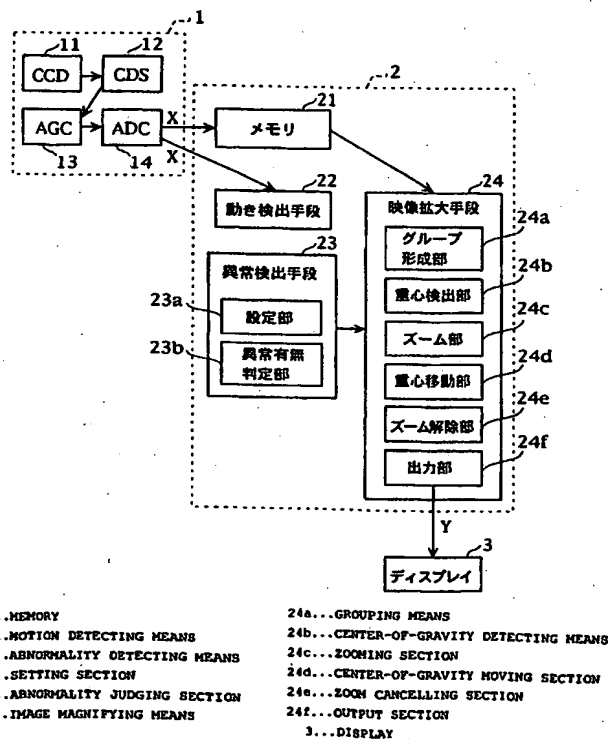 1
11
12
CCD
CDS
2
21
AGC
ADC
X
メモリ
13
14
X
22
24
動き検出手段
映像拡大手段
24a
23
グループ
形成部
異常検出手段
24b
23a
重心検出部
設定部
24c
ズーム部
23b
異常有無
判定部
24d
重心移動部
24e
ズーム解除部
24f
出力部
Y
3
ディスプレイ
..MEMORY
.MOTION DETECTING MEANS
.ABNORMALITY DETECTING MEANS
.SETTING SECTION
.ABNORMALITY JUDGING SECTION
.IMAGE MAGNIFYING MEANS
24a...GROUPING MEANS
24b...CENTER-OF-GRAVITY DETECTING MEANS
24c...ZOOMING SECTION
24d...CENTER-OF-GRAVITY MOVING SECTION
24e...ZOOM CANCELLING SECTION
24f...OUTPUT SECTION
3...DISPLAY